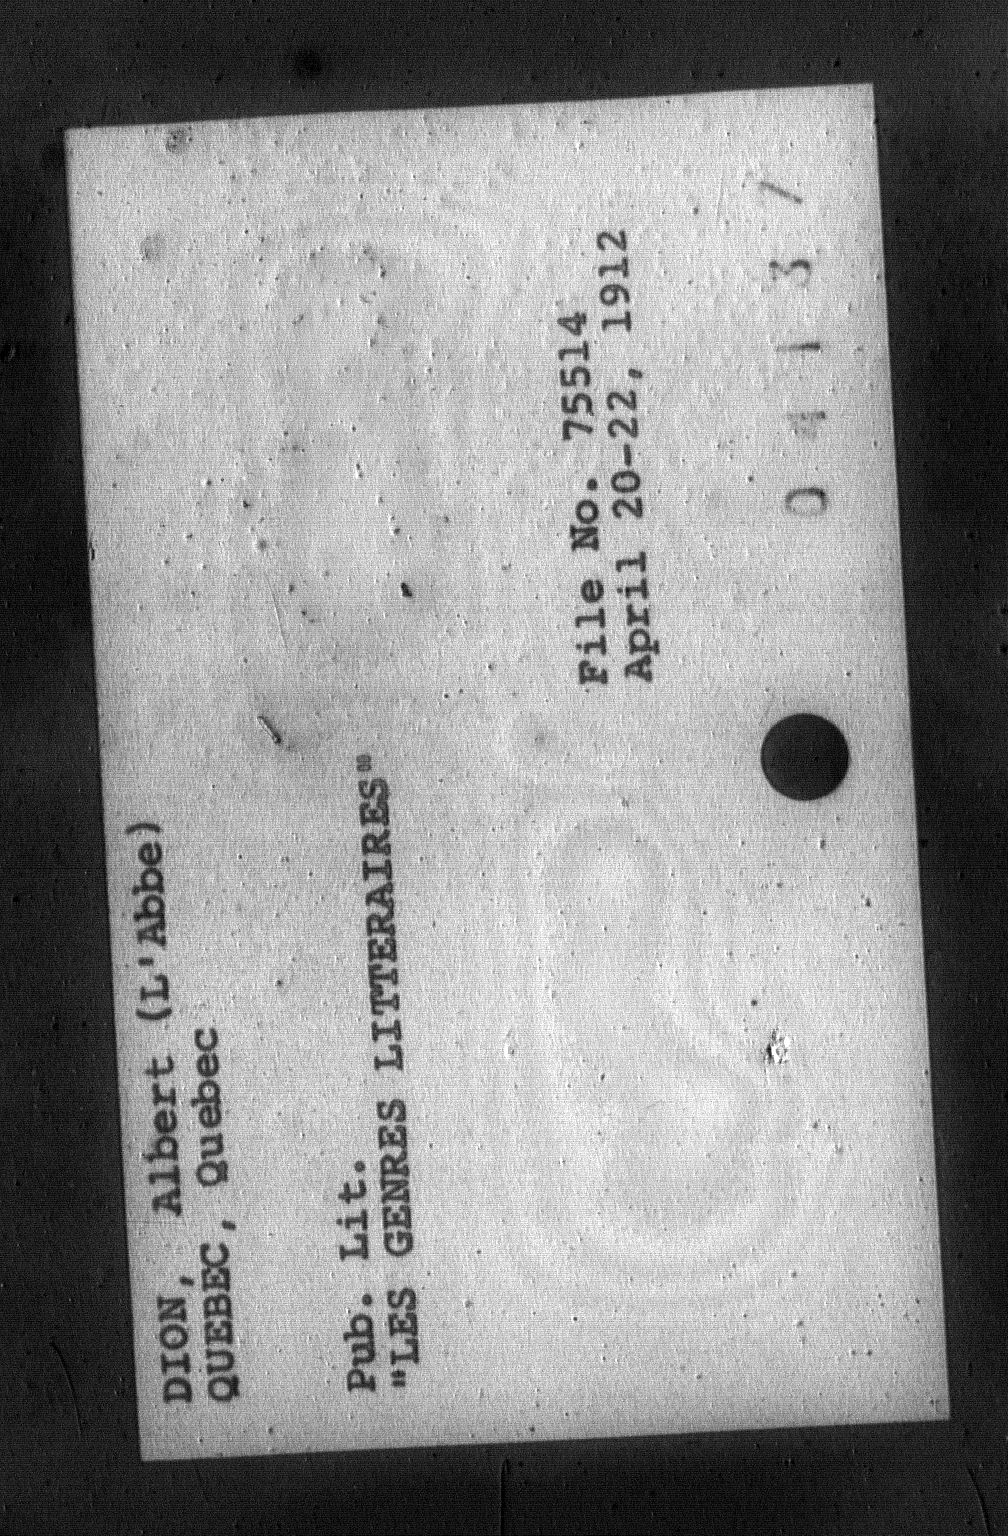 DION, Albert (L'Abbe)
QUEBEC, Quebec
Pub. Lit.
"LES GENRES LITTERAIRES"
File No. 75514
April 20-22, 1912
0 4 1 3 /